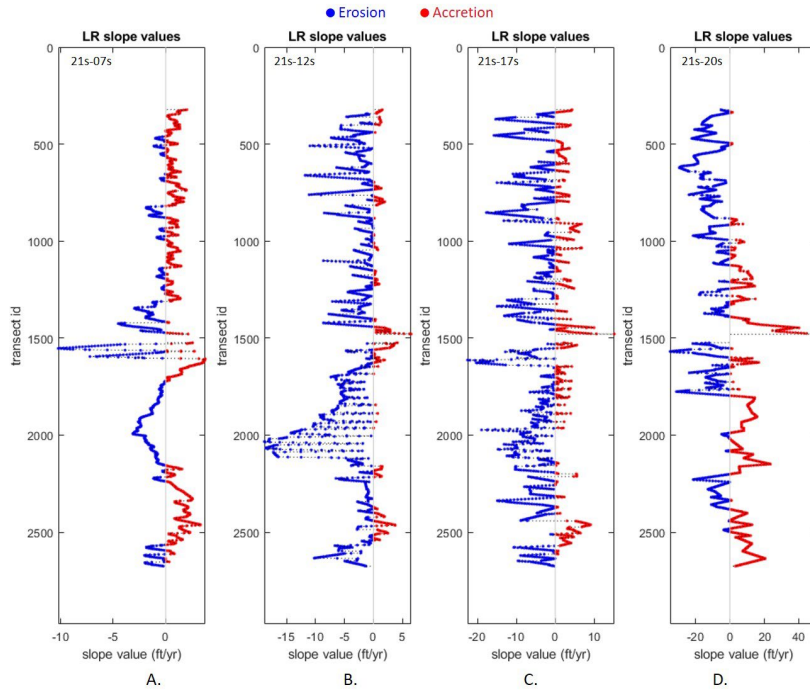 Erosion Accretion
LR slope values
21s-07s
0
500
1000
1500
2000
2500
transect id
-10 -5 0
slope value (ft/yr)
A.
LR slope values
21s-12s
0
500
1000
1500
2000
2500
transect id
-15 -10 -5 0 5
slope value (ft/yr)
B.
LR slope values
21s-17s
0
500
1000
1500
2000
2500
transect id
-20 -10 0 10
slope value (ft/yr)
C.
LR slope values
21s-20s
0
500
1000
1500
2000
2500
transect id
-20 0 20 40
slope value (ft/yr)
D.